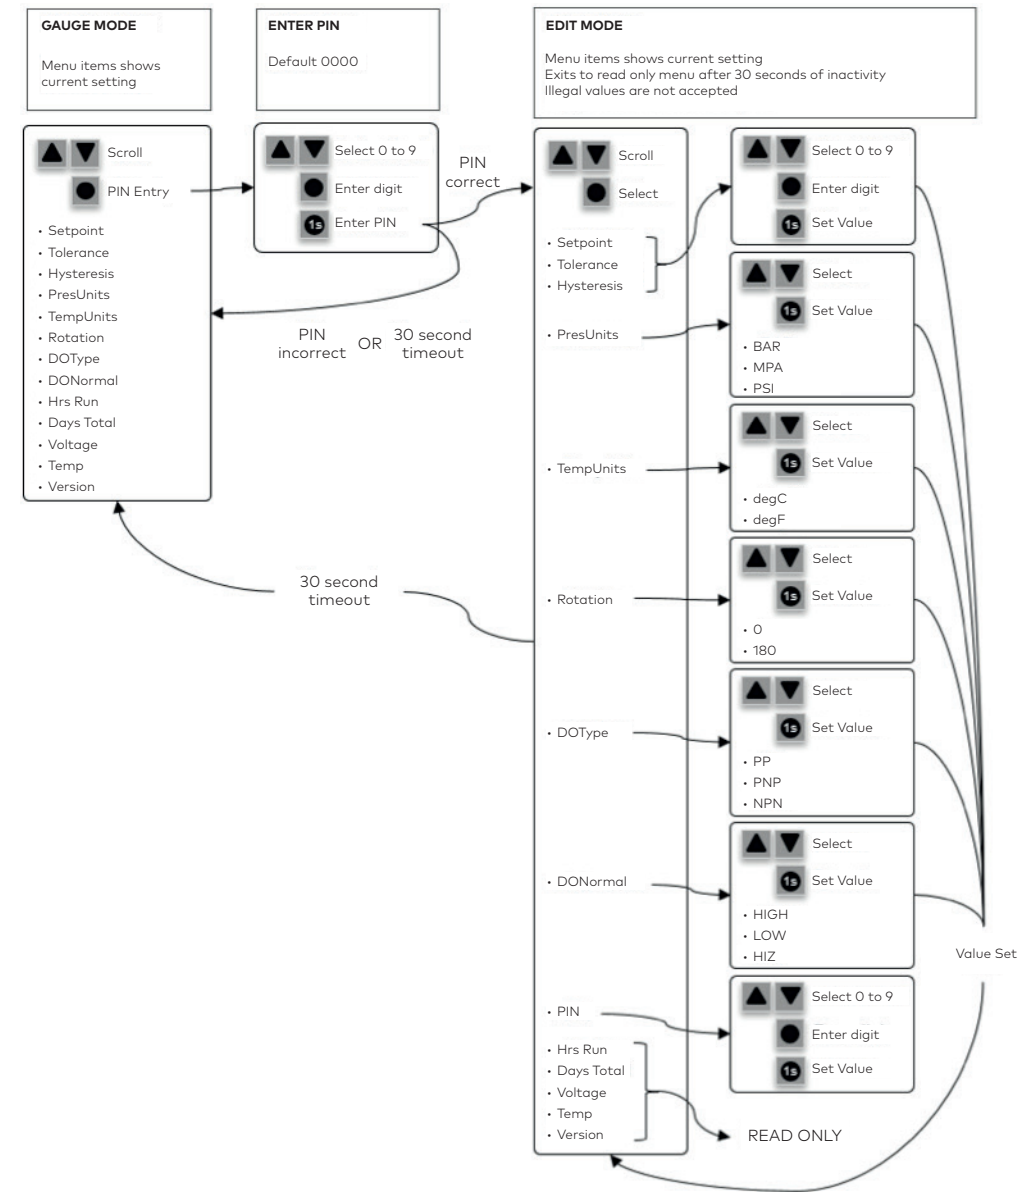 GAUGE MODE
Menu items shows
current setting
ENTER PIN
Default 0000
EDIT MODE
Menu items shows current setting
Exits to read only menu after 30 seconds of inactivity
Illegal values are not accepted
Scroll
PIN Entry
• Setpoint
• Tolerance
• Hysteresis
• PresUnits
• TempUnits
• Rotation
• DOType
• DONormal
• Hrs Run
• Days Total
• Voltage
• Temp
• Version
Select 0 to 9
Enter digit
1s Enter PIN
PIN
correct
PIN
incorrect
OR
30 second
timeout
30 second
timeout
Scroll
Select
• Setpoint
• Tolerance
• Hysteresis
• PresUnits
• TempUnits
• Rotation
• DOType
• DONormal
• PIN
• Hrs Run
• Days Total
• Voltage
• Temp
• Version
Select 0 to 9
Enter digit
1s Set Value
Select
1s Set Value
• BAR
• MPA
• PSI
Select
1s Set Value
• degC
• degF
Select
1s Set Value
• 0
• 180
Select
1s Set Value
• PP
• PNP
• NPN
Select
1s Set Value
• HIGH
• LOW
• HIZ
Select 0 to 9
Enter digit
1s Set Value
READ ONLY
Value Set